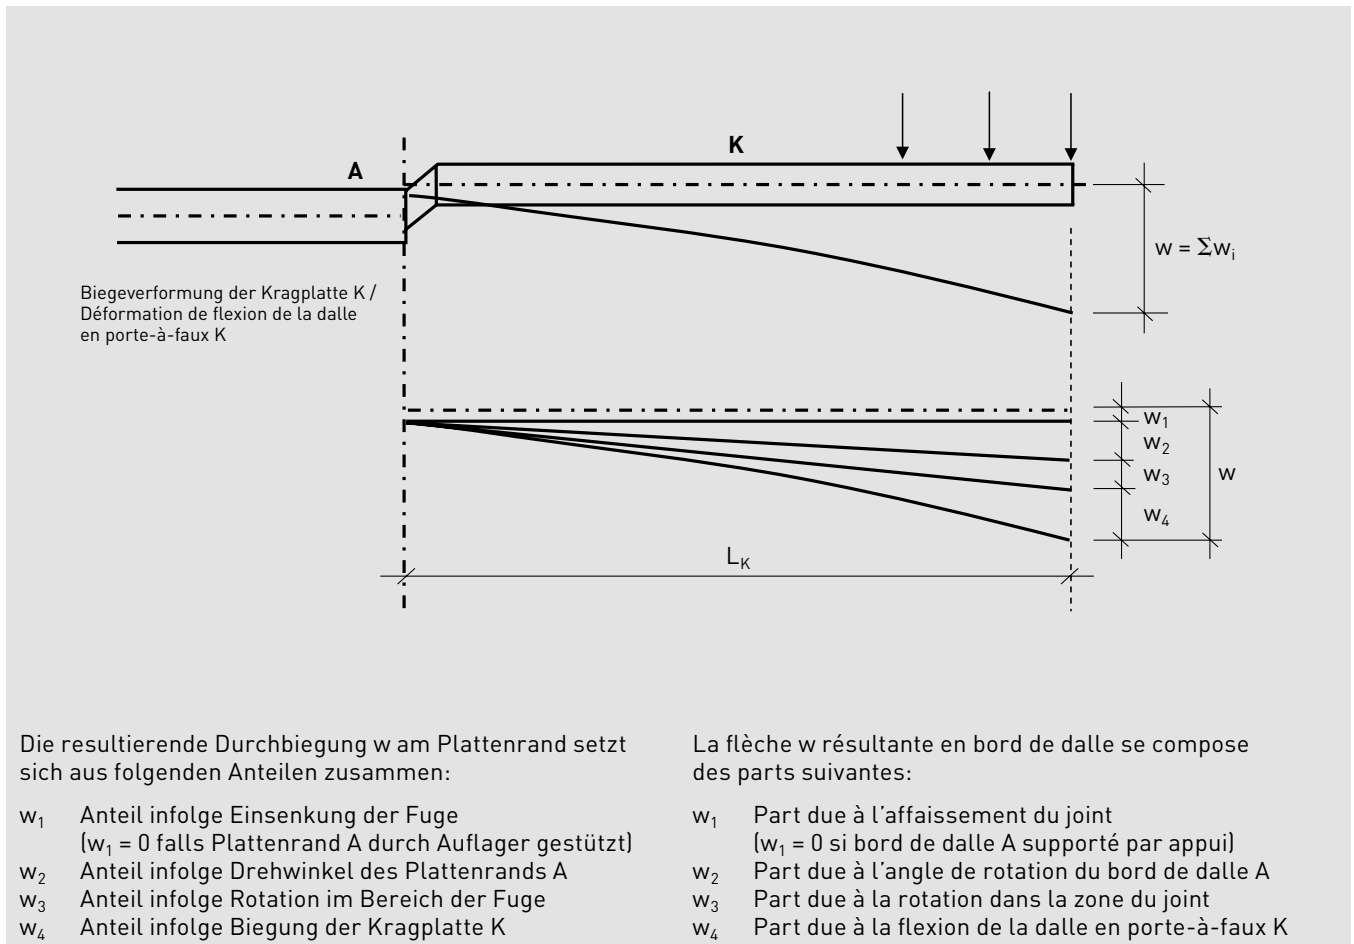 K
A
w = Σwᵢ
Biegeverformung der Kragplatte K /
Déformation de flexion de la dalle
en porte-à-faux K
w₁
w₂
w₃
w
w₄
L_K
Die resultierende Durchbiegung w am Plattenrand setzt
sich aus folgenden Anteilen zusammen:
w₁ Anteil infolge Einsenkung der Fuge
(w₁ = 0 falls Plattenrand A durch Auflager gestützt)
w₂ Anteil infolge Drehwinkel des Plattenrands A
w₃ Anteil infolge Rotation im Bereich der Fuge
w₄ Anteil infolge Biegung der Kragplatte K
La flèche w résultante en bord de dalle se compose
des parts suivantes:
w₁ Part due à l'affaissement du joint
(w₁ = 0 si bord de dalle A supporté par appui)
w₂ Part due à l'angle de rotation du bord de dalle A
w₃ Part due à la rotation dans la zone du joint
w₄ Part due à la flexion de la dalle en porte-à-faux K